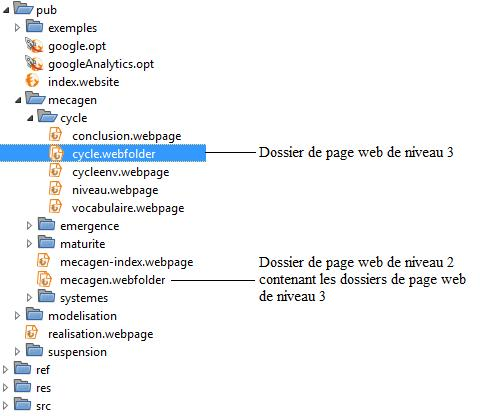 pub
exemples
google.opt
googleAnalytics.opt
index.website
mecagen
cycle
conclusion.webpage
cycle.webfolder
Dossier de page web de niveau 3
cycleenv.webpage
niveau.webpage
vocabulaire.webpage
emergence
maturite
mecagen-index.webpage
mecagen.webfolder
Dossier de page web de niveau 2
contenant les dossiers de page web
de niveau 3
systemes
modelisation
realisation.webpage
suspension
ref
res
src